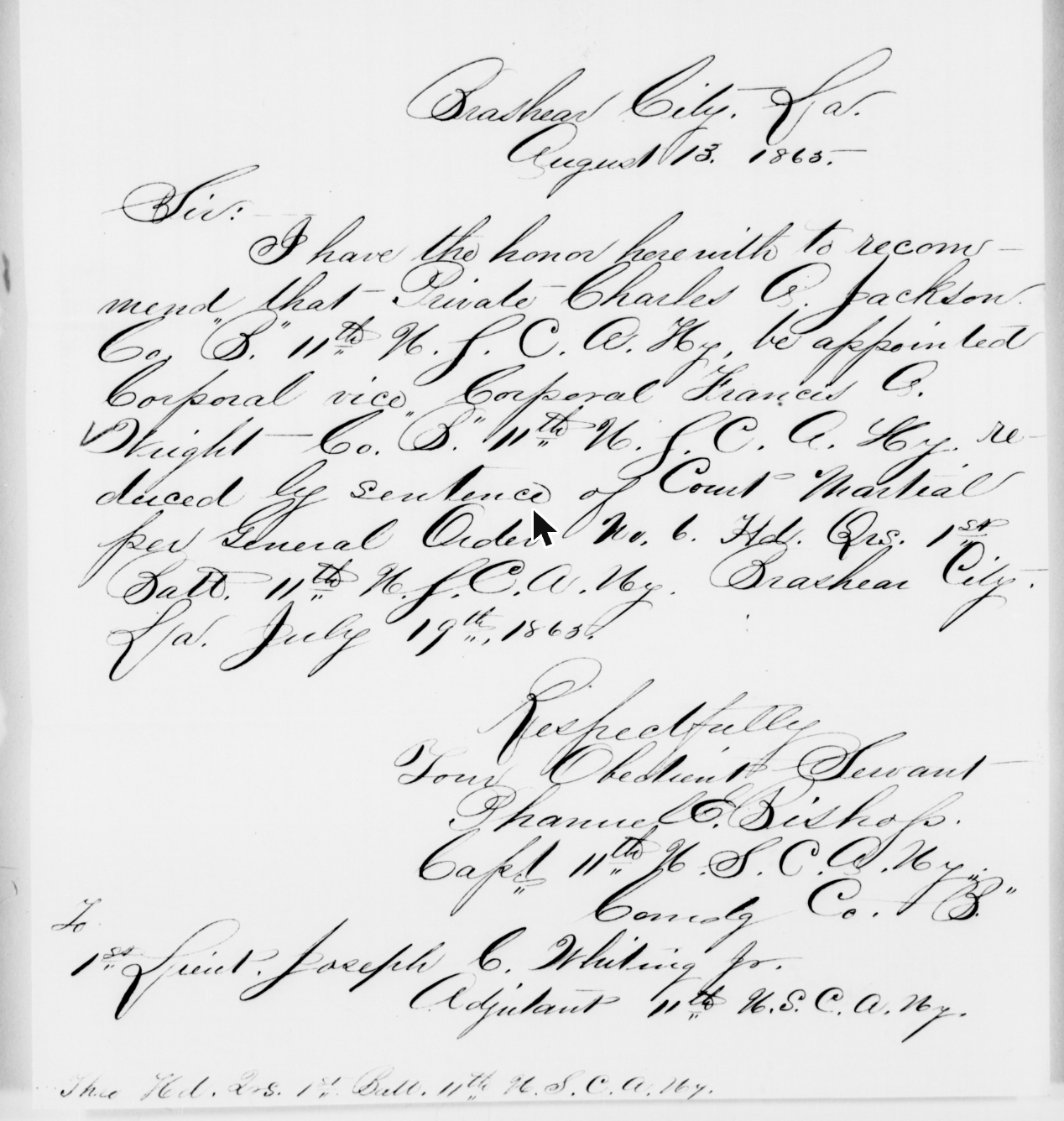 Brashear City. La.
August 13. 1865.
Sir:
I have the honor herewith to recom-
mend that Private Charles A. Jackson
Co, "B." 11th U. S. C. A. Hy, be appointed
Corporal vice Corporal Francis A.
Wright Co. "B." 11th U. S. C. A. Hy. re-
duced by sentence of Court Martial
per General Order No. 6. Hd. Qrs. 1st
Batt. 11th U. S. C. A. Hy. Brashear City.
La. July 19th, 1865.
Respectfully
Your Obedient Servant
Phanuel E. Bishop.
Capt 11th U. S. C. A. Hy.
Comdg Co. "B"
To
1st Lieut. Joseph C. Whiting Jr.
Adjutant 11th U. S. C. A. Hy.
Thro Hd. Qrs. 1st Batt. 11th U. S. C. A. Hy.